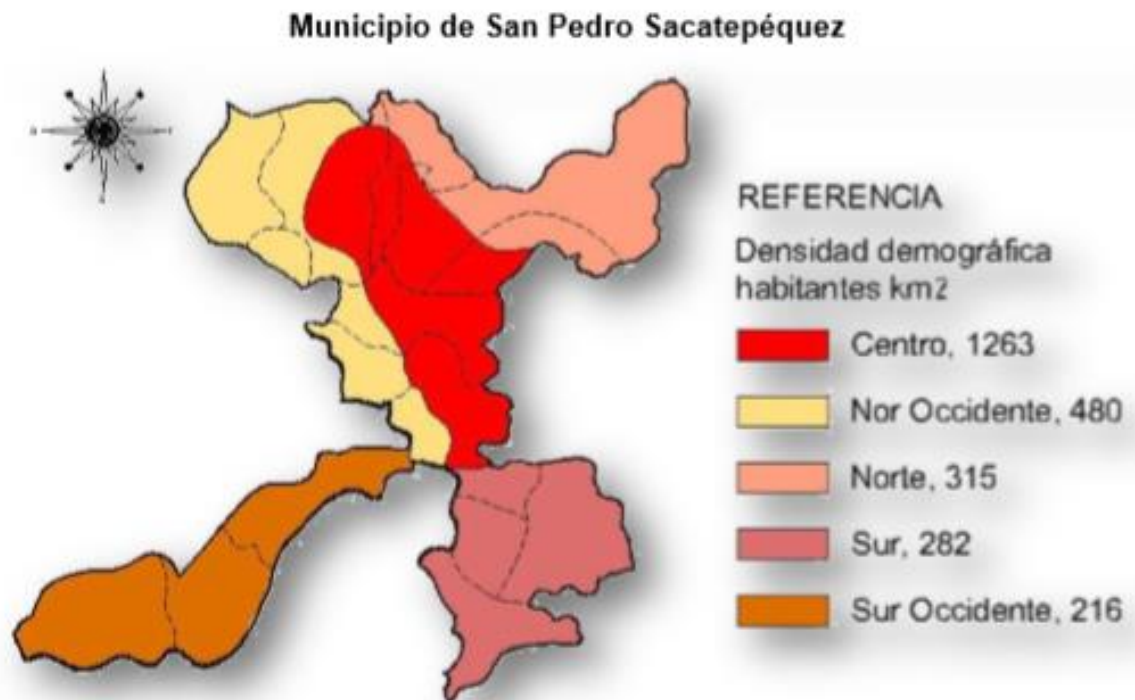 Municipio de San Pedro Sacatepéquez
REFERENCIA
Densidad demográfica
habitantes km2
Centro, 1263
Nor Occidente, 480
Norte, 315
Sur, 282
Sur Occidente, 216